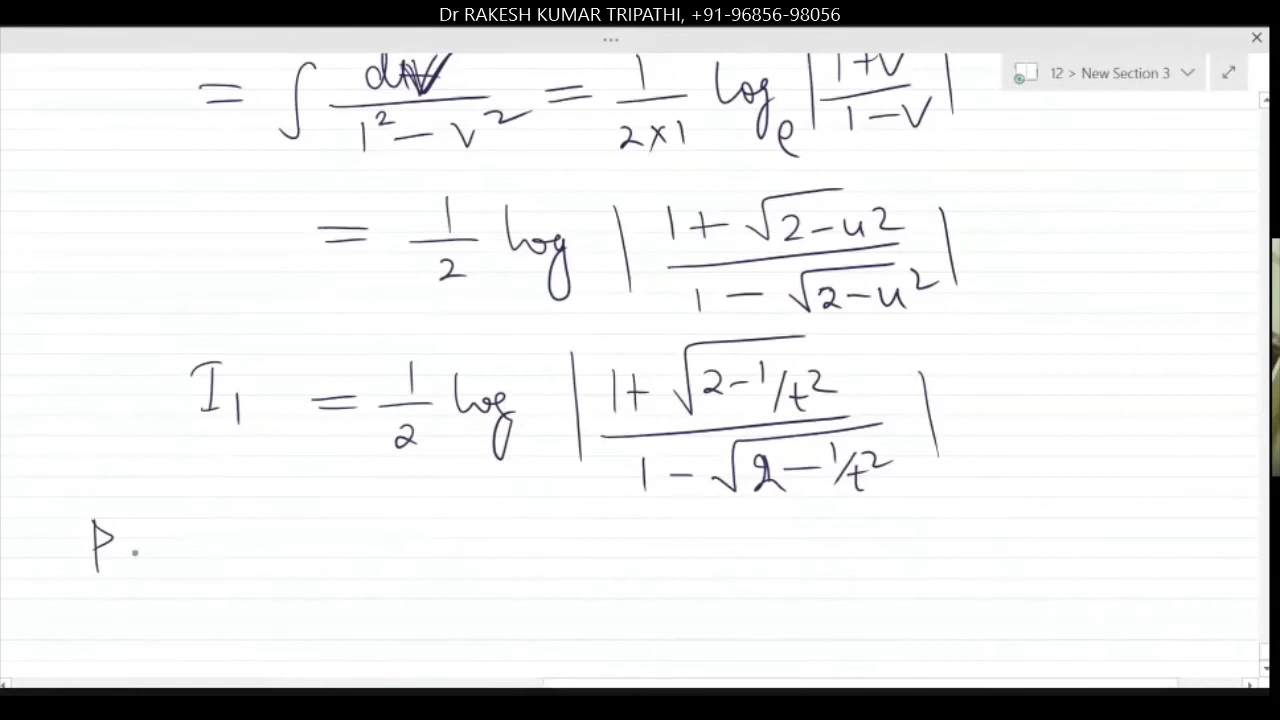 Dr RAKESH KUMAR TRIPATHI, +91-96856-98056
12 > New Section 3
= ∫ dV / (1² − v²) = 1/(2×1) logₑ |(1+V)/(1−V)|
= 1/2 log |(1+√(2−u²))/(1−√(2−u²))|
I₁ = 1/2 log |(1+√(2−1/t²))/(1−√(2−1/t²))|
P